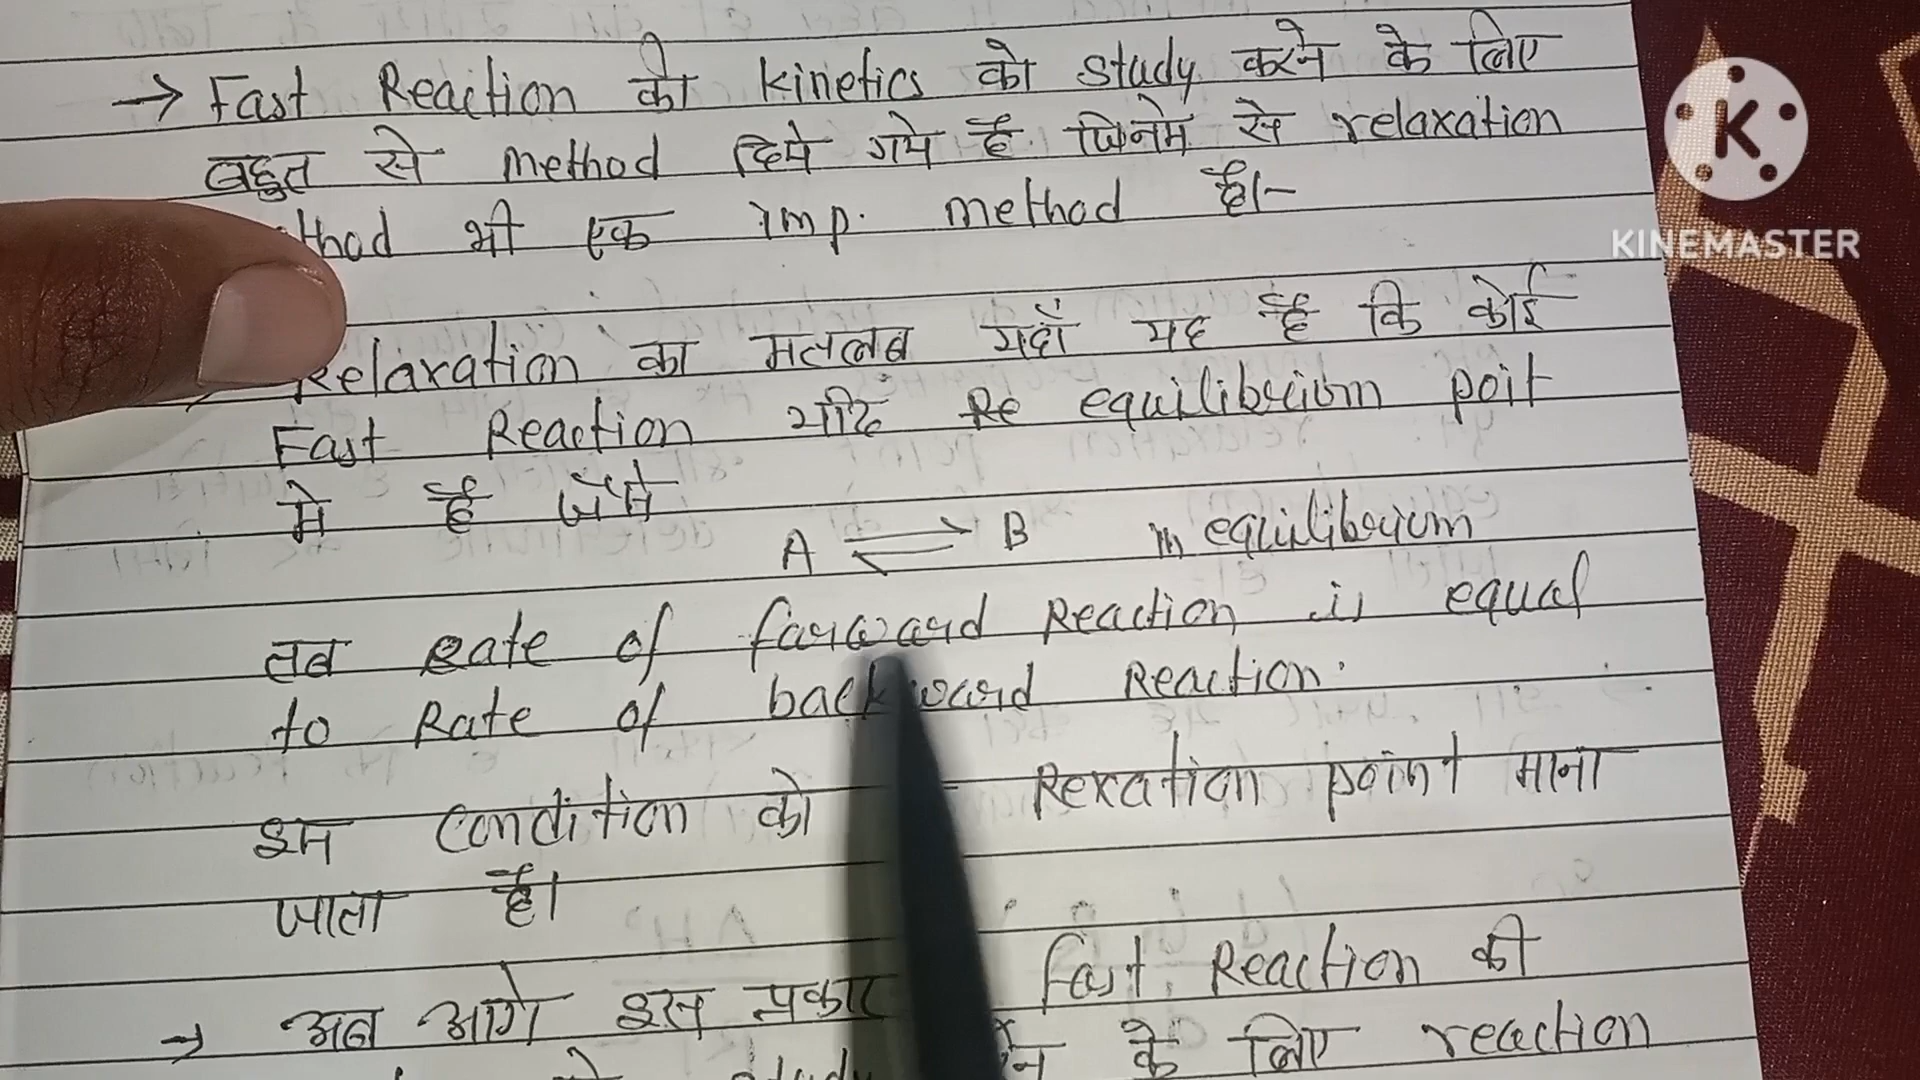 → Fast Reaction की kinetics को study करने के लिए
बहुत से method दिये गये है जिनमे से relaxation
thod भी एक imp. method है।-
Relaxation का मतलब यहाँ यह है कि कोई
Fast Reaction यदि Re equilibrium poit
मे है जैसे
A ⇌ B in equilibrium
तब Rate of forward Reaction is equal
to Rate of backward Reaction.
इस condition को Rexation point माना
जाता है।
→ अब आगे इस प्रकार Fast Reaction की
study के लिए reaction
K
KINEMASTER